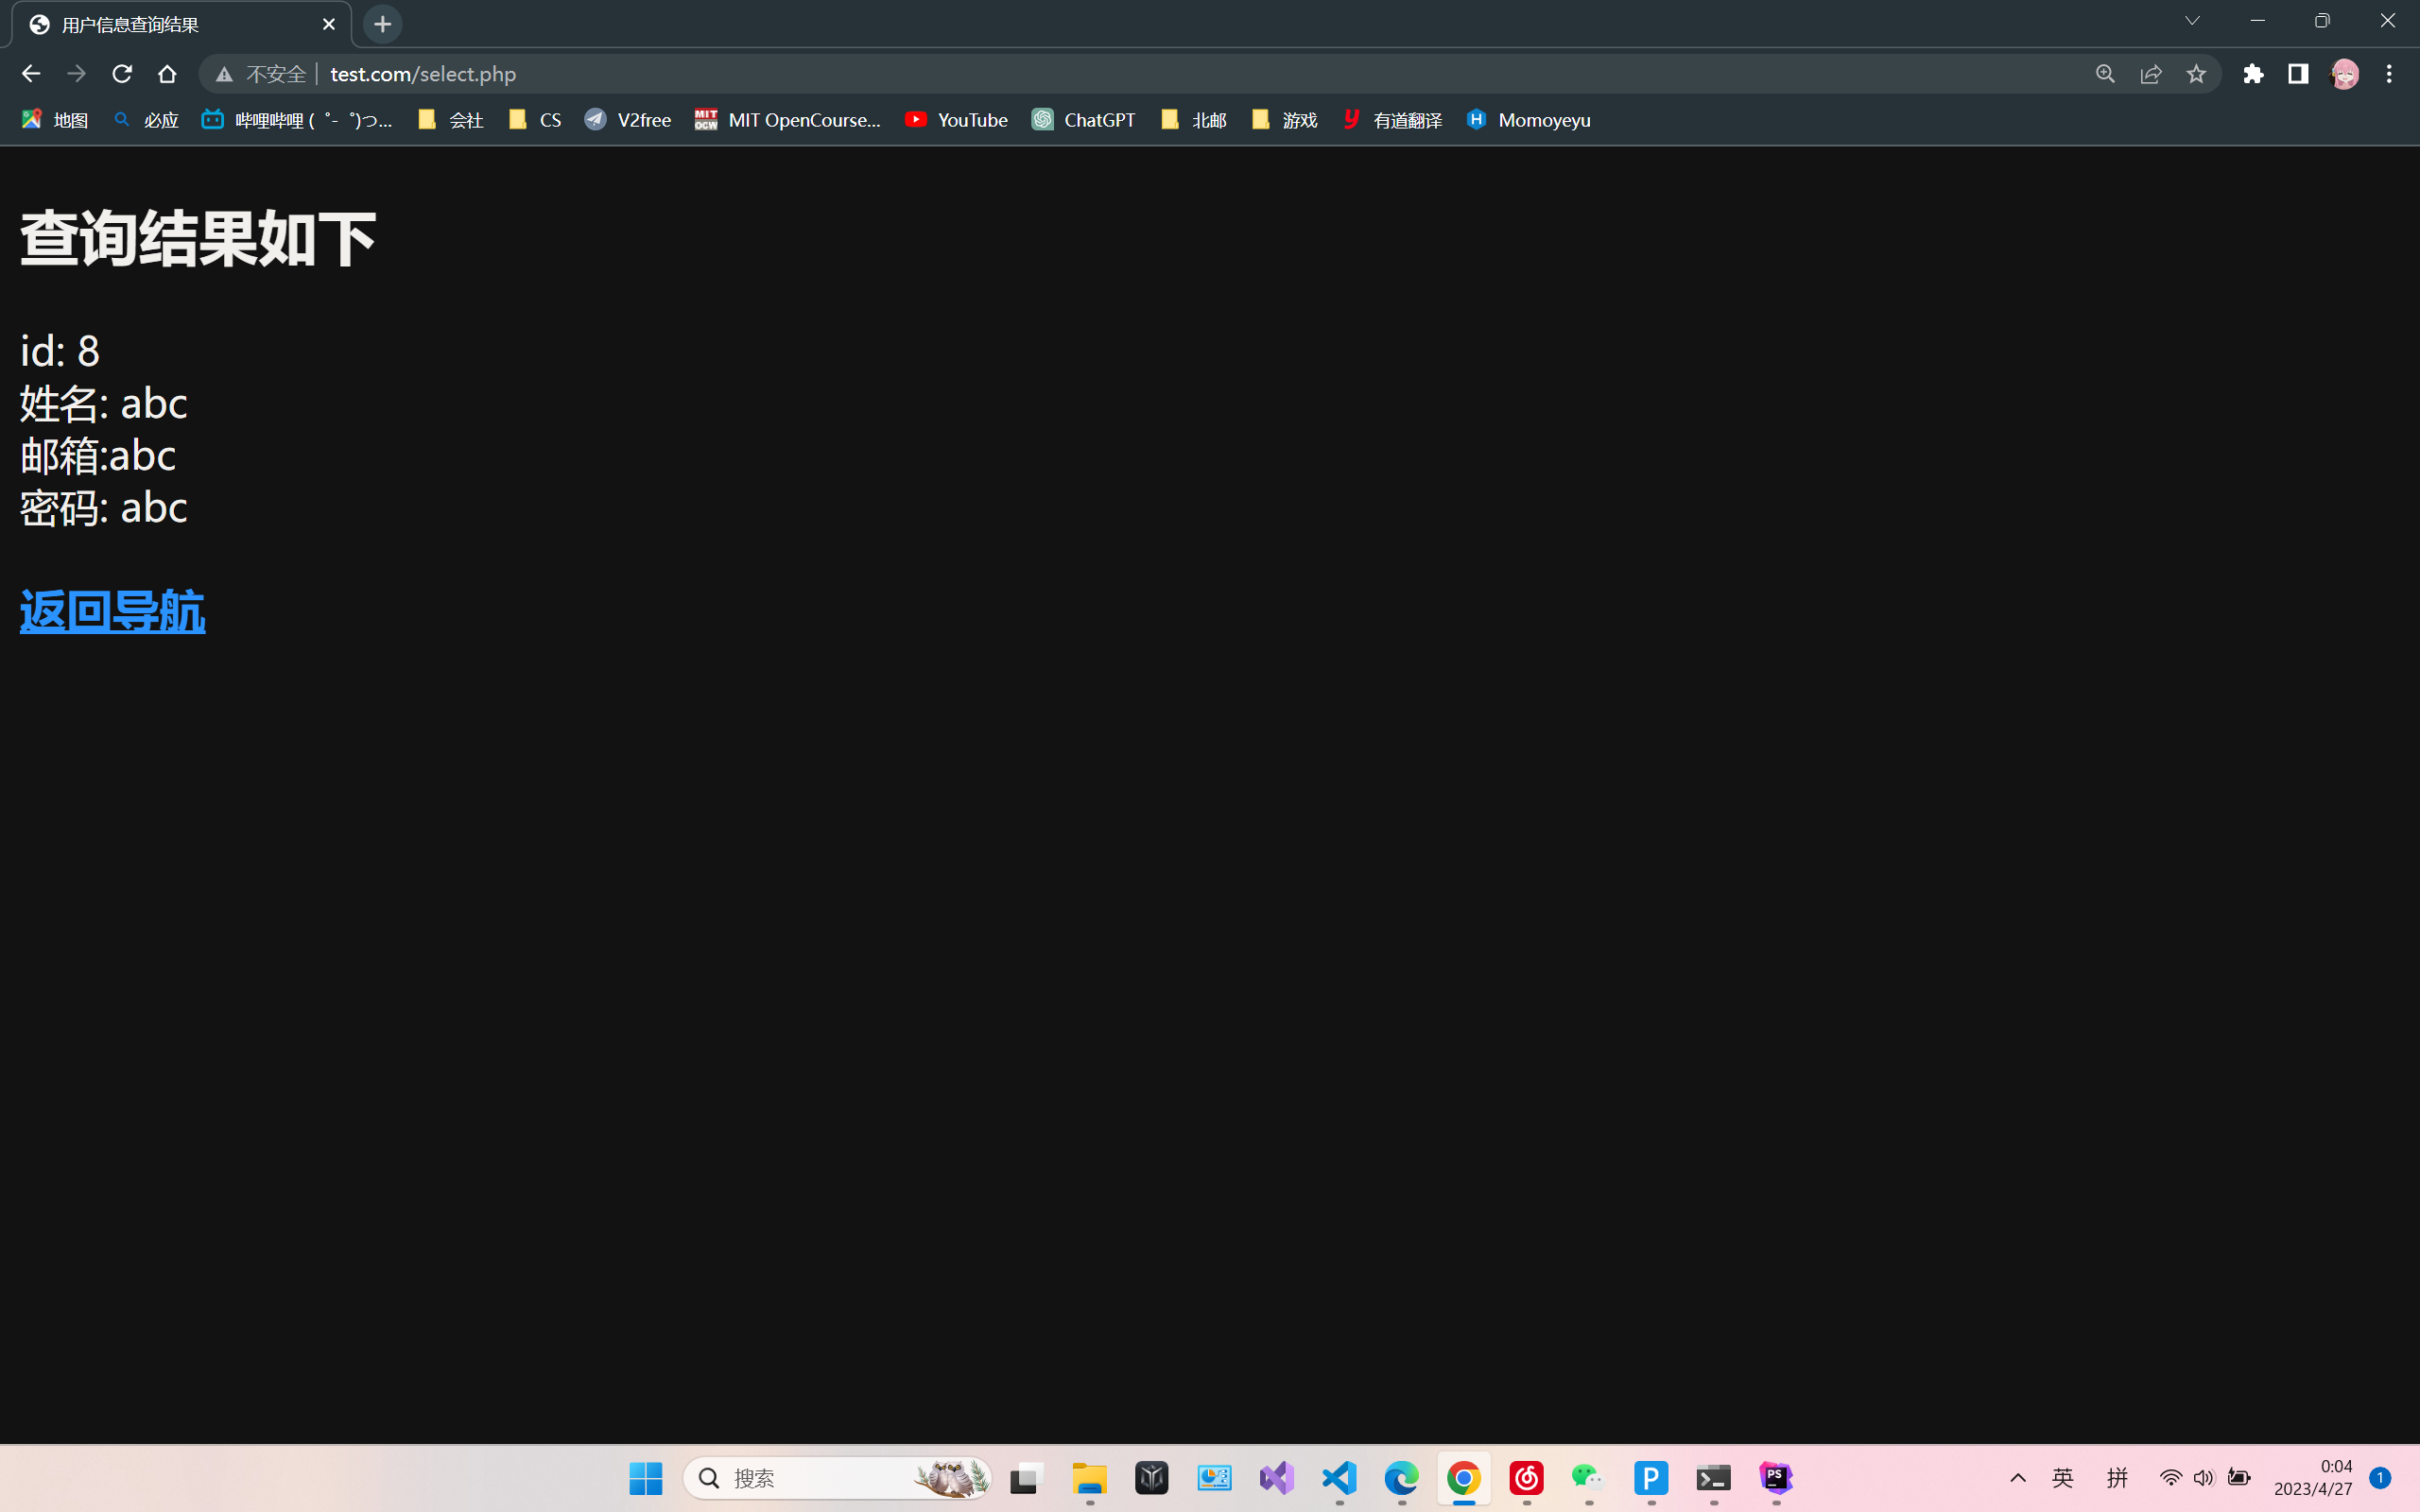 用户信息查询结果
不安全 test.com/select.php
地图 必应 哔哩哔哩 (゜-゜)つ... 会社 CS V2free MIT OCW MIT OpenCourse... YouTube ChatGPT 北邮 游戏 y 有道翻译 H Momoyeyu
查询结果如下
id: 8
姓名: abc
邮箱:abc
密码: abc
返回导航
搜索 P PS 英 拼 0:04
2023/4/27 1